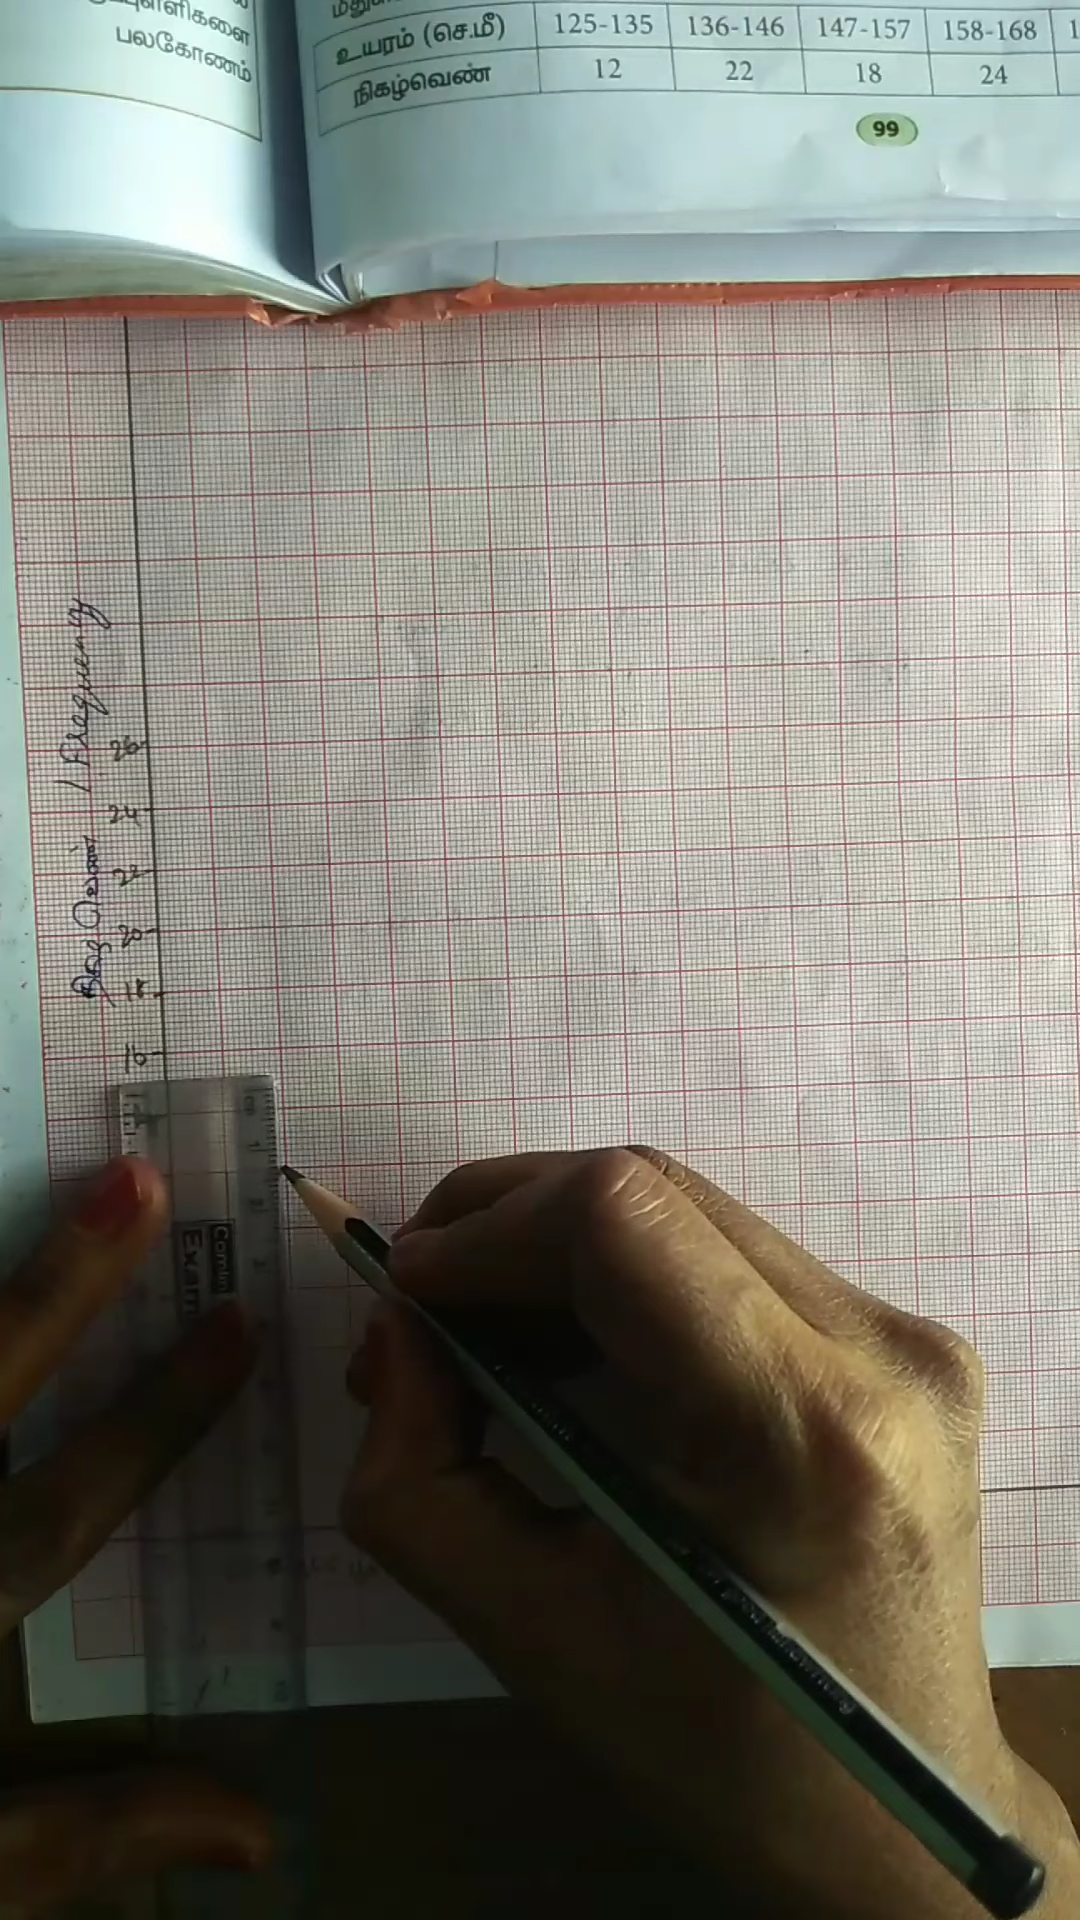 பலகோணம்
உயரம் (செ.மீ) 125-135 136-146 147-157 158-168
நிகழ்வெண் 12 22 18 24
99
நிகழ்வெண் / Frequency
26
24
22
20
18
16
Exam